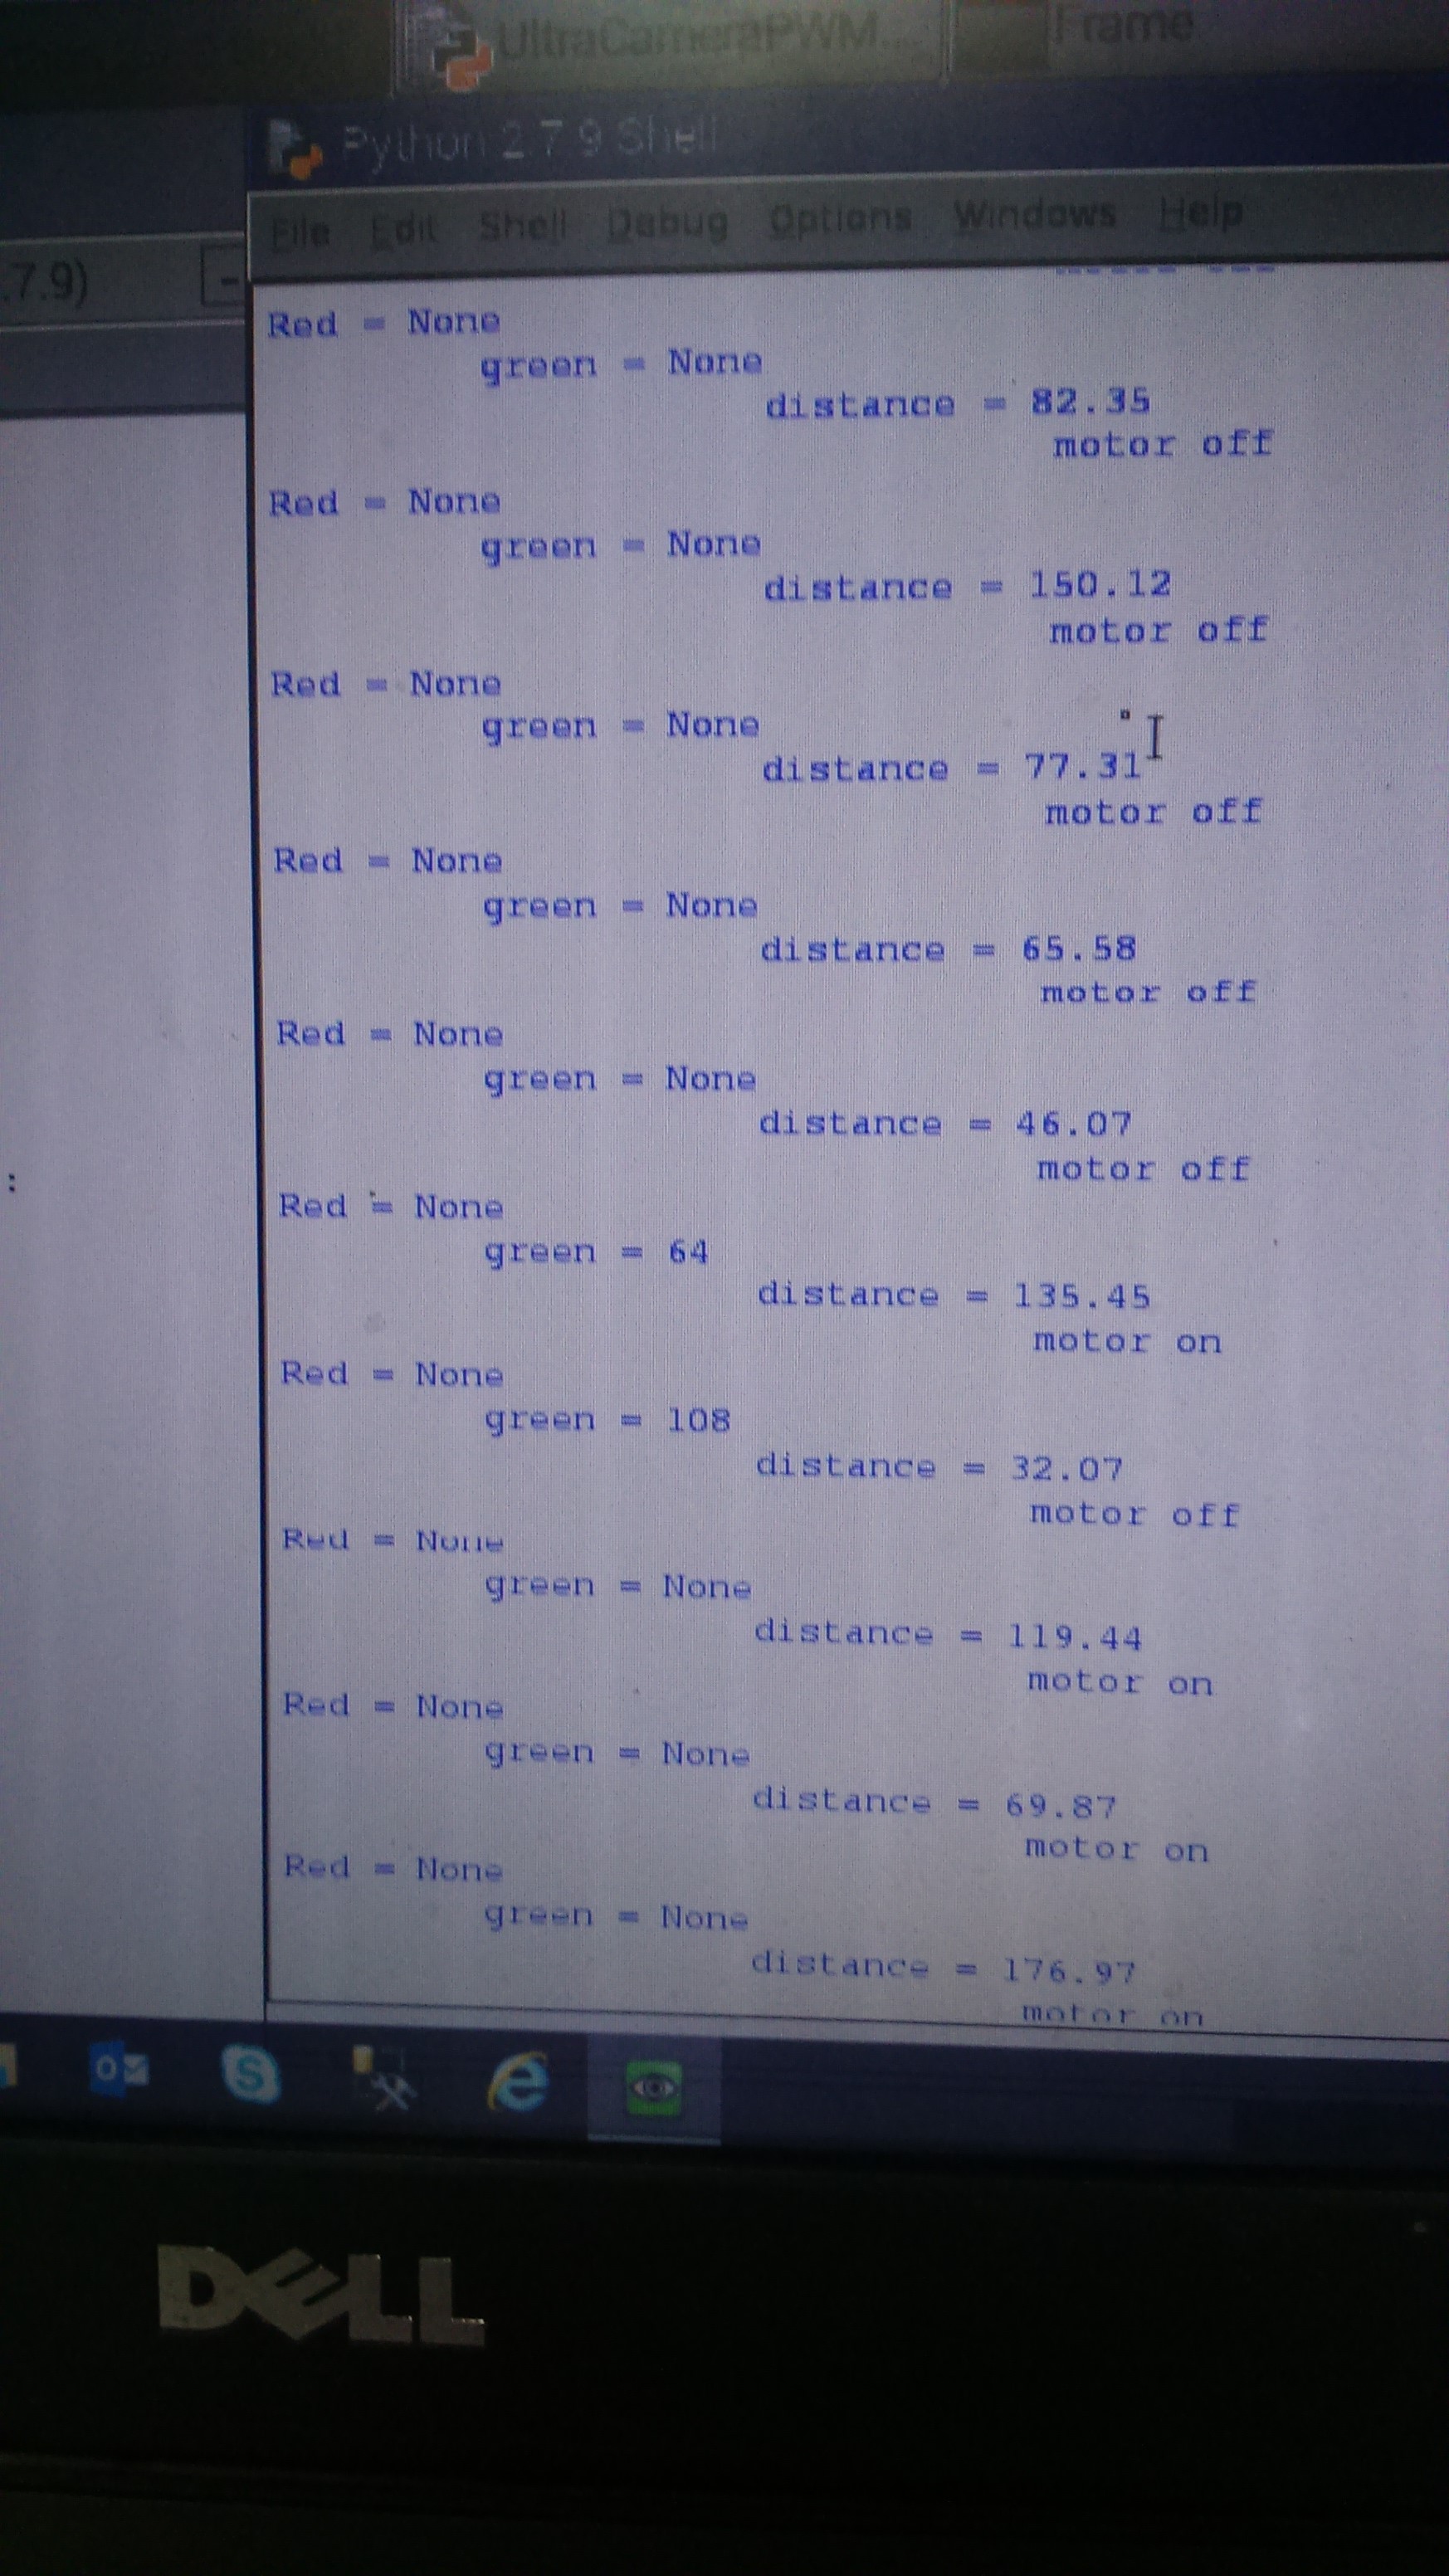 UltraCameraPWM...
Frame
Python 2.7.9 Shell
File Edit Shell Debug Options Windows Help
.7.9)
Red = None
green = None
distance = 82.35
motor off
Red = None
green = None
distance = 150.12
motor off
Red = None
green = None
distance = 77.31
motor off
Red = None
green = None
distance = 65.58
motor off
Red = None
green = None
distance = 46.07
motor off
:
Red = None
green = 64
distance = 135.45
motor on
Red = None
green = 108
distance = 32.07
motor off
Red = None
green = None
distance = 119.44
motor on
Red = None
green = None
distance = 69.87
motor on
Red = None
green = None
distance = 176.97
motor on
DELL